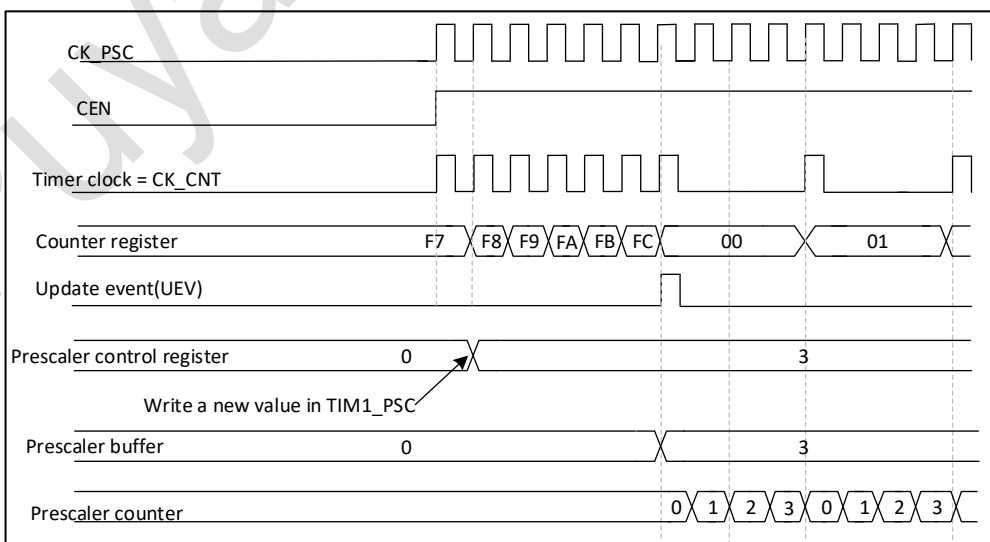 CK_PSC
CEN
Timer clock = CK_CNT
Counter register F7 F8 F9 FA FB FC 00 01
Update event(UEV)
Prescaler control register 0 3
Write a new value in TIM1_PSC
Prescaler buffer 0 3
Prescaler counter 0 1 2 3 0 1 2 3